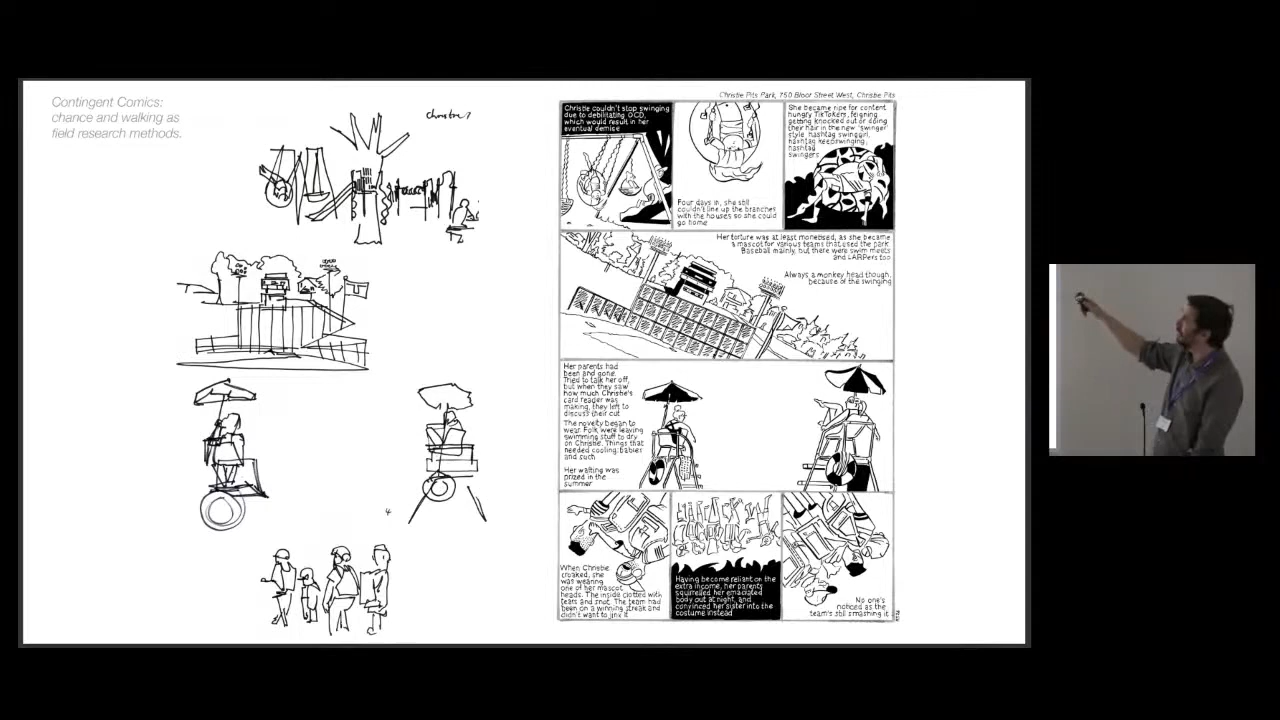 Contingent Comics:
chance and walking as
field research methods.
Christie Pits Park, 750 Bloor Street West, Christie Pits
Christie couldn't stop swinging
due to debilitating OCD,
which would result in her
eventual demise
Four days in, she still
couldn't line up the branches
with the houses so she could
go home
She became ripe for content
hungry TikTokers, feigning
getting knocked out or doing
their hair in the new 'swinger'
style hashtag swinggirl,
hashtag keepswinging,
hashtag
swingers
Her torture was at least monetised, as she became
a mascot for various teams that used the park
Baseball mainly, but there were swim meets
and LARPers too
Always a monkey head though,
because of the swinging
Her parents had
been and gone.
Tried to talk her off,
but when they saw
how much Christie's
card reader was
making, they left to
discuss their cut
The novelty began to
wear. Folk were leaving
swimming stuff to dry
on Christie. Things that
needed cooling: babies
and such
Her wafting was
prized in the
summer
When Christie
croaked, she
was wearing
one of her mascot
heads. The inside clotted with
tears and snot. The team had
been on a winning streak and
didn't want to jinx it
Having become reliant on the
extra income, her parents
squirrelled her emaciated
body out at night, and
convinced her sister into the
costume instead
No one's
noticed as the
team's still smashing it